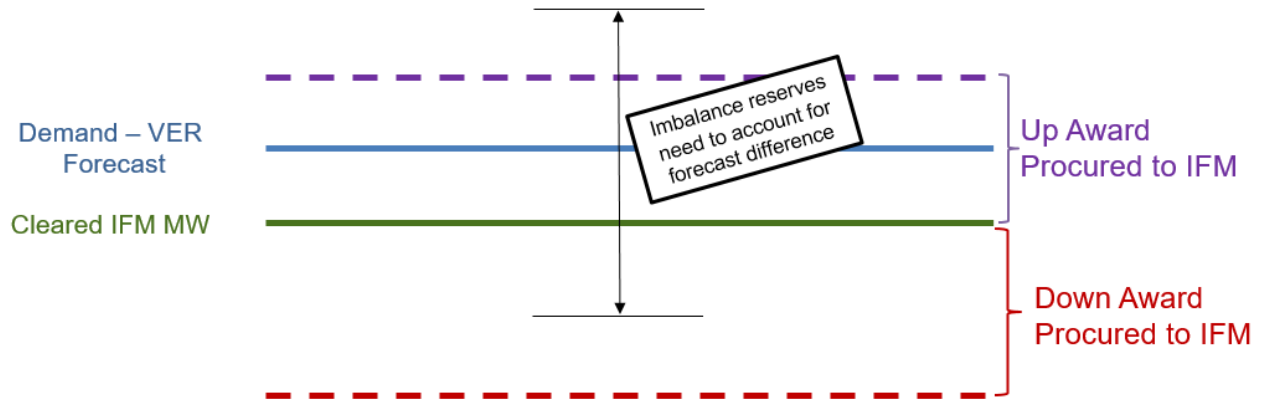 Imbalance reserves
need to account for
forecast difference
Demand – VER
Forecast
Cleared IFM MW
Up Award
Procured to IFM
Down Award
Procured to IFM